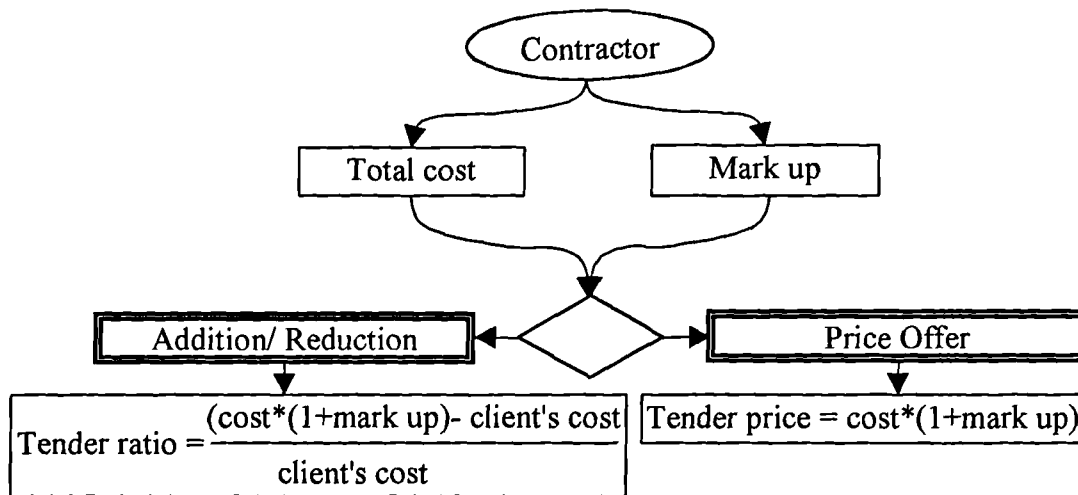 Contractor
Total cost
Mark up
Addition/ Reduction
Price Offer
Tender ratio = (cost*(1+mark up)- client's cost
client's cost
Tender price = cost*(1+mark up)